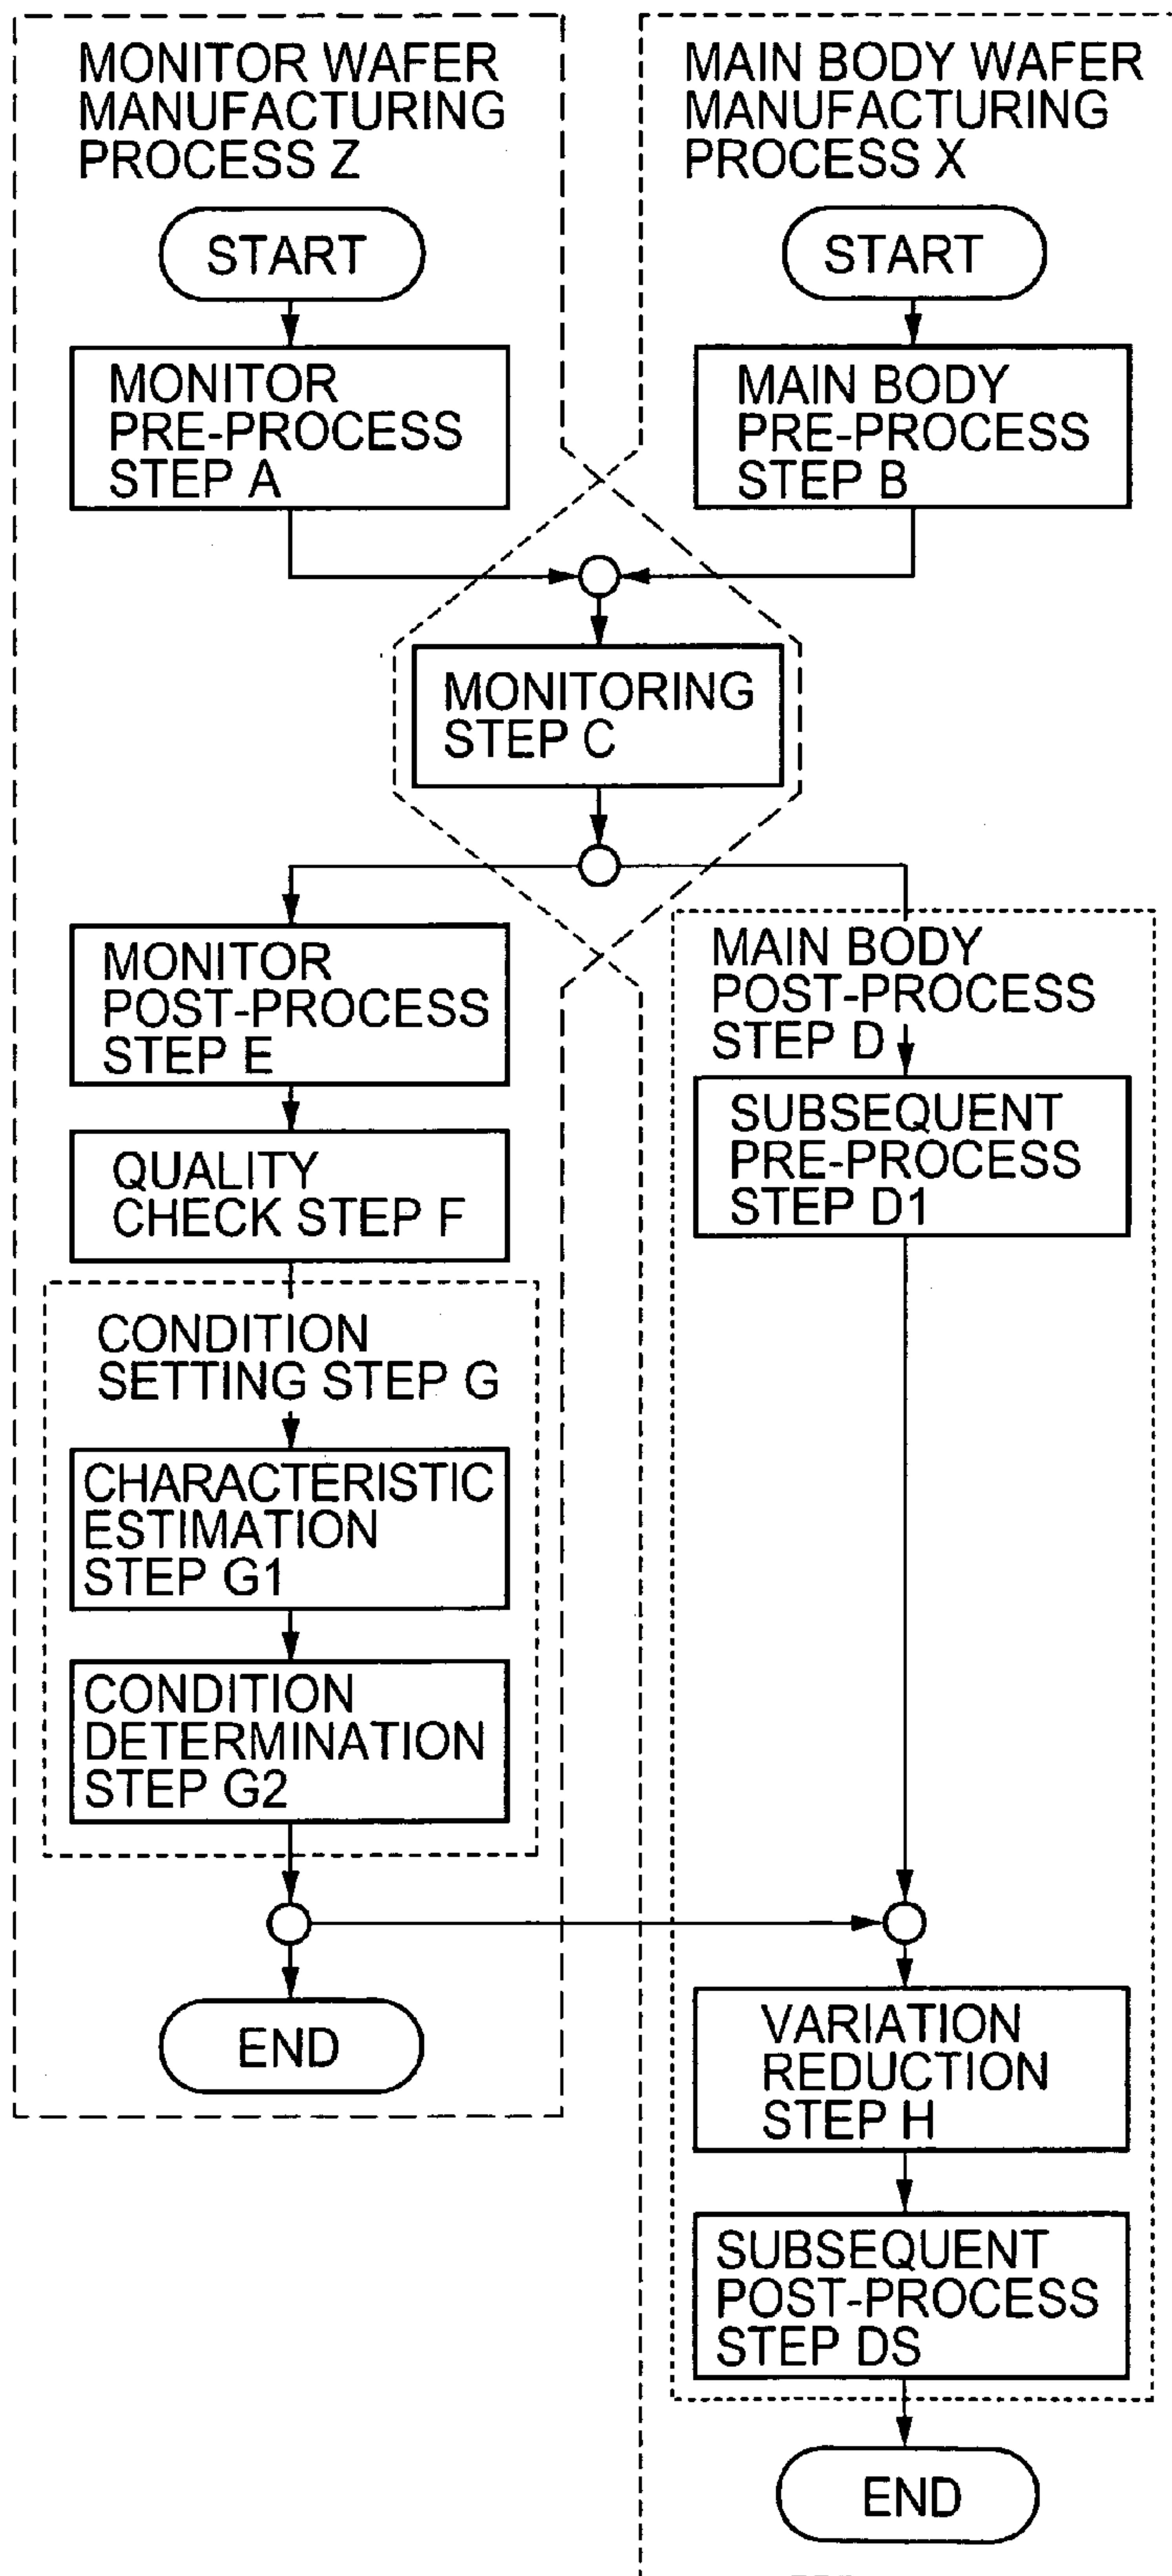 MONITOR WAFER
MANUFACTURING
PROCESS Z
START
MONITOR
PRE-PROCESS
STEP A
MAIN BODY WAFER
MANUFACTURING
PROCESS X
START
MAIN BODY
PRE-PROCESS
STEP B
MONITORING
STEP C
MONITOR
POST-PROCESS
STEP E
QUALITY
CHECK STEP F
CONDITION
SETTING STEP G
CHARACTERISTIC
ESTIMATION
STEP G1
CONDITION
DETERMINATION
STEP G2
END
MAIN BODY
POST-PROCESS
STEP D
SUBSEQUENT
PRE-PROCESS
STEP D1
VARIATION
REDUCTION
STEP H
SUBSEQUENT
POST-PROCESS
STEP DS
END